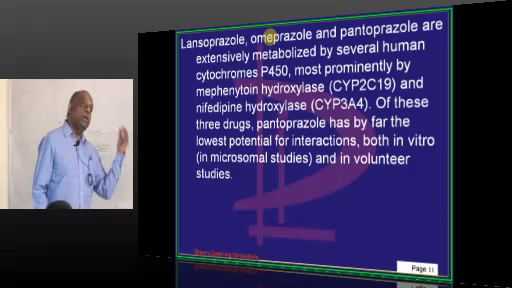 Lansoprazole, omeprazole and pantoprazole are
extensively metabolized by several human
cytochromes P450, most prominently by
mephenytoin hydroxylase (CYP2C19) and
nifedipine hydroxylase (CYP3A4). Of these
three drugs, pantoprazole has by far the
lowest potential for interactions, both in vitro
(in microsomal studies) and in volunteer
studies.
Page 11